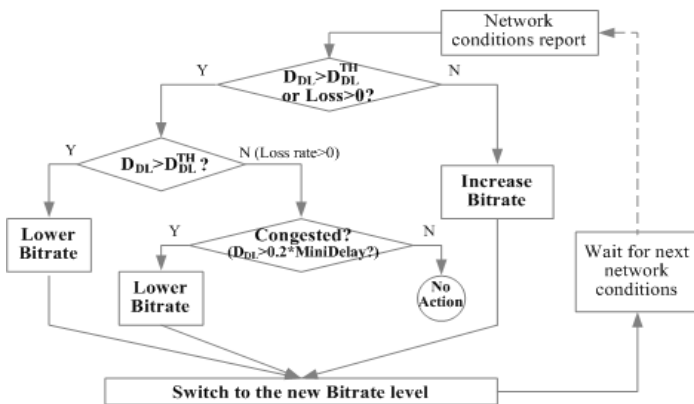 Network
conditions report
Y
D_DL>D_DL^TH
or Loss>0?
N
Y
D_DL>D_DL^TH ?
N (Loss rate>0)
Increase
Bitrate
Lower
Bitrate
Y
Congested?
(D_DL>0.2*MiniDelay?)
N
Wait for next
network
conditions
Lower
Bitrate
No
Action
Switch to the new Bitrate level